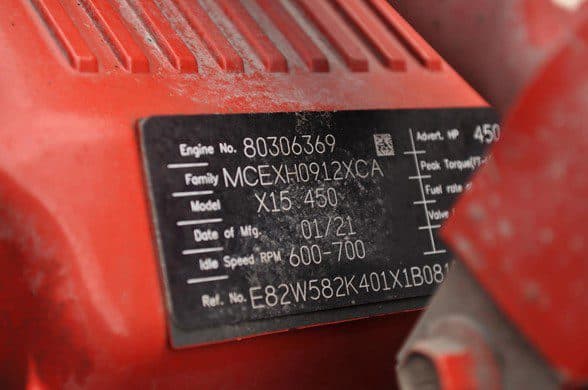 Engine No. 80306369
Family MCEXH0912XCA
Model X15 450
Date of Mfg. 01/21
Idle Speed RPM 600-700
Ref. No. E82W582K401X1B081
Advert. HP 450
Peak Torque(FT-
Fuel rate
Valve